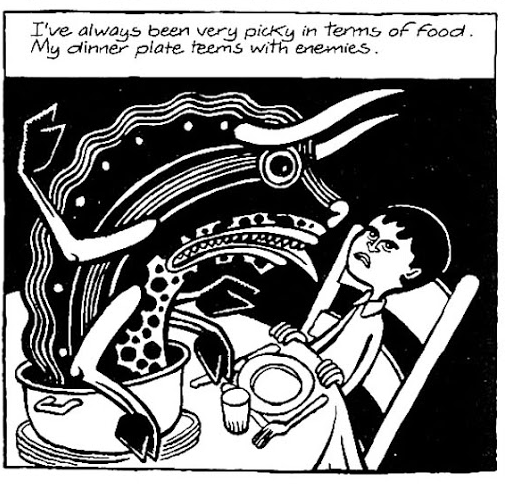 I've always been very picky in terms of food.
My dinner plate teems with enemies.